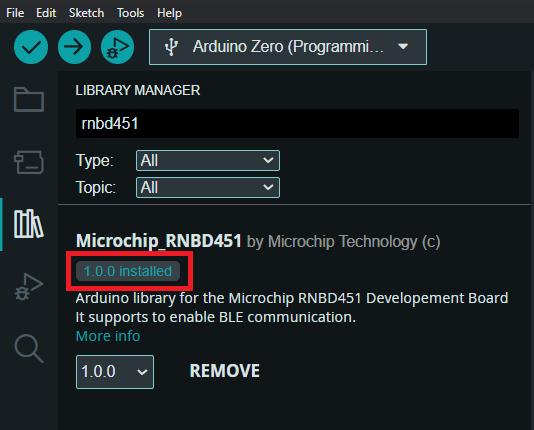 File Edit Sketch Tools Help
Arduino Zero (Programmi...
LIBRARY MANAGER
rnbd451
Type: All
Topic: All
Microchip_RNBD451 by Microchip Technology (c)
1.0.0 installed
Arduino library for the Microchip RNBD451 Developement Board
It supports to enable BLE communication.
More info
1.0.0 REMOVE